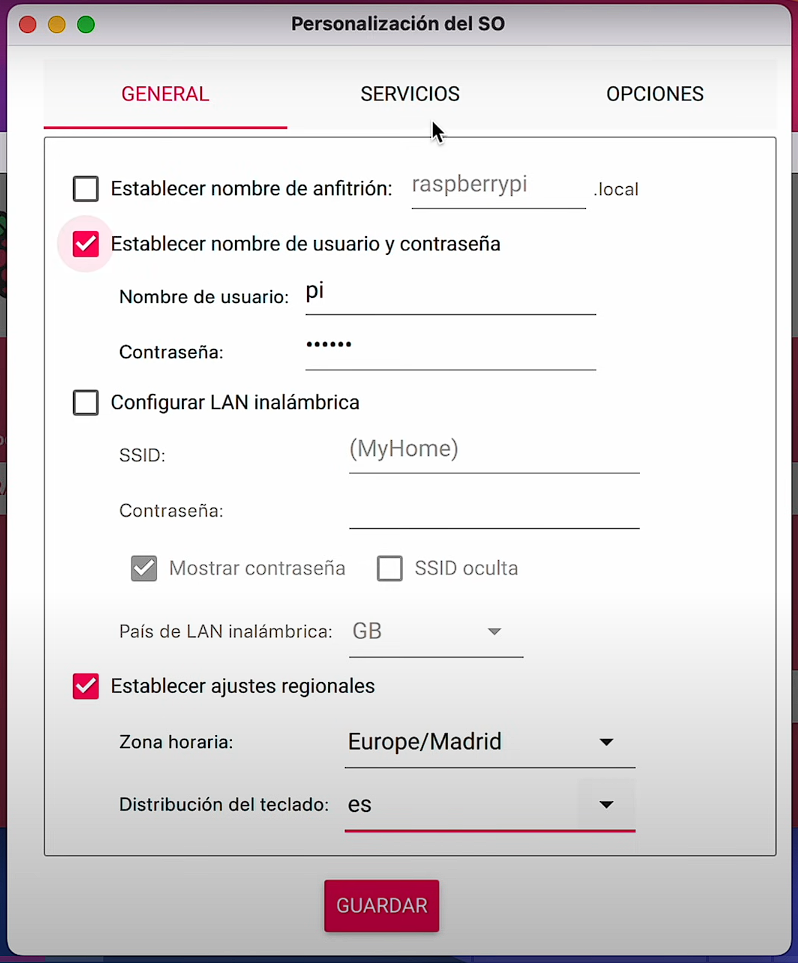 Personalización del SO
GENERAL SERVICIOS OPCIONES
Establecer nombre de anfitrión: raspberrypi .local
Establecer nombre de usuario y contraseña
Nombre de usuario: pi
Contraseña: ••••••
Configurar LAN inalámbrica
SSID: (MyHome)
Contraseña:
Mostrar contraseña SSID oculta
País de LAN inalámbrica: GB
Establecer ajustes regionales
Zona horaria: Europe/Madrid
Distribución del teclado: es
GUARDAR